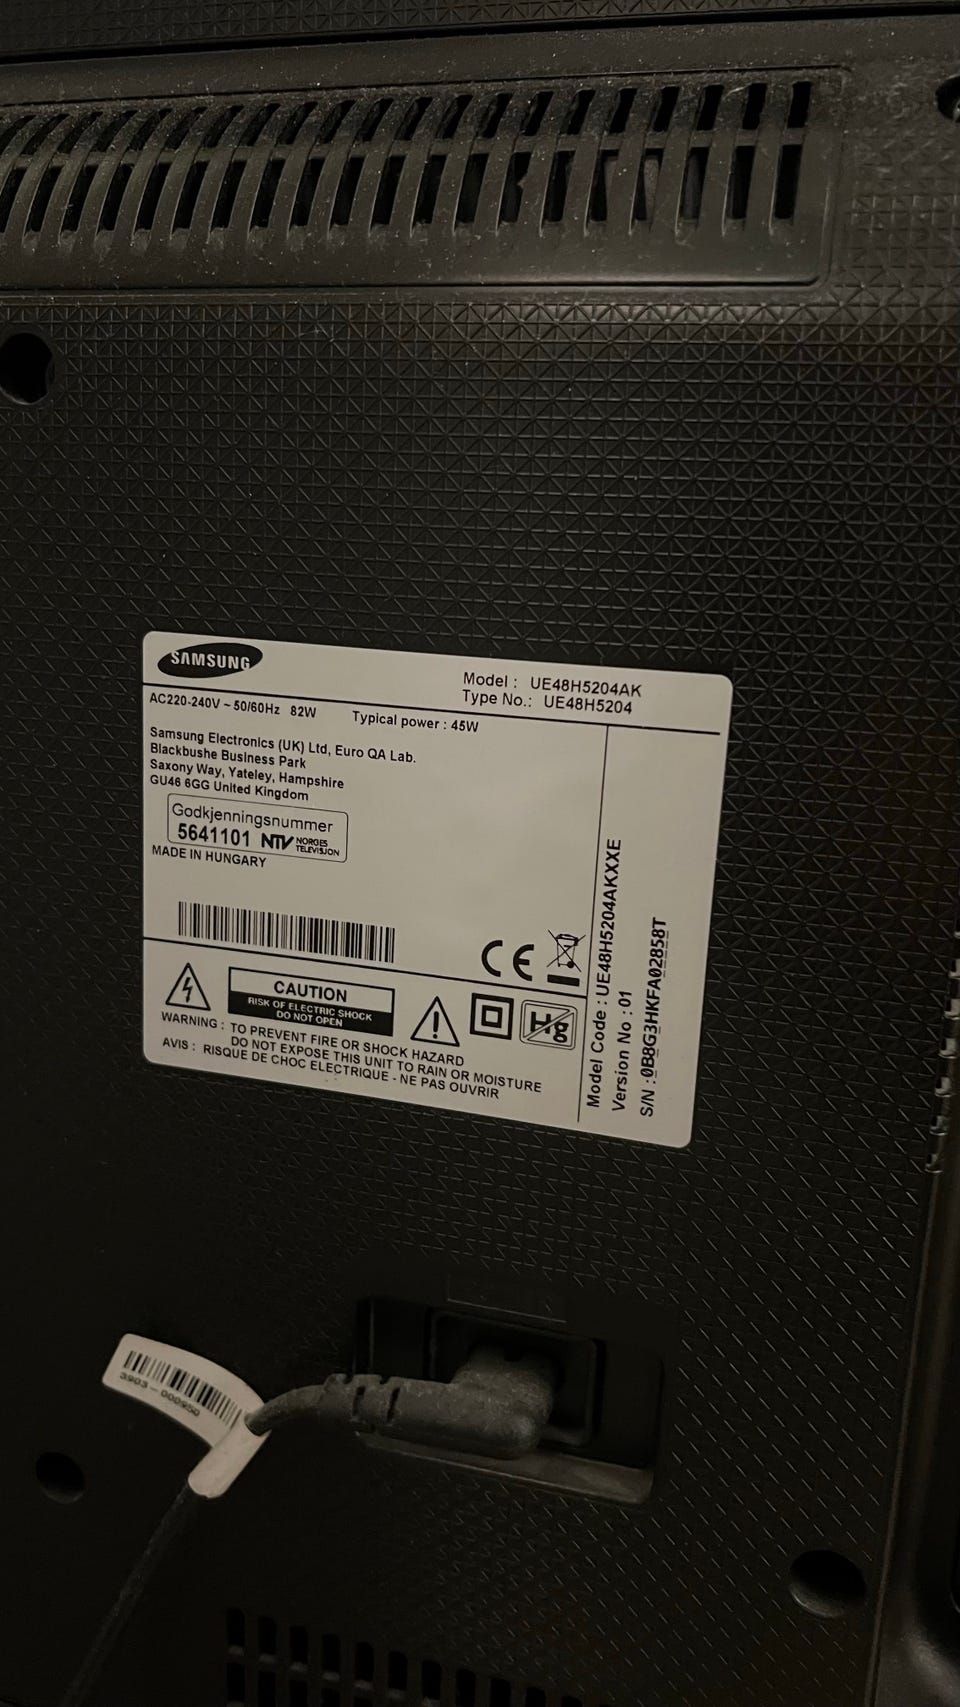 SAMSUNG
Model : UE48H5204AK
Type No.: UE48H5204
AC220-240V ~ 50/60Hz 82W Typical power : 45W
Samsung Electronics (UK) Ltd, Euro QA Lab.
Blackbushe Business Park
Saxony Way, Yateley, Hampshire
GU46 6GG United Kingdom
Godkjenningsnummer
5641101 NTV NORGES TELEVISJON
MADE IN HUNGARY
CE
CAUTION
RISK OF ELECTRIC SHOCK
DO NOT OPEN
Hg
WARNING : TO PREVENT FIRE OR SHOCK HAZARD
DO NOT EXPOSE THIS UNIT TO RAIN OR MOISTURE
AVIS : RISQUE DE CHOC ELECTRIQUE - NE PAS OUVRIR
Model Code : UE48H5204AKXXE
Version No : 01
S/N : 0B8G3HKFA02858T
3903-000950